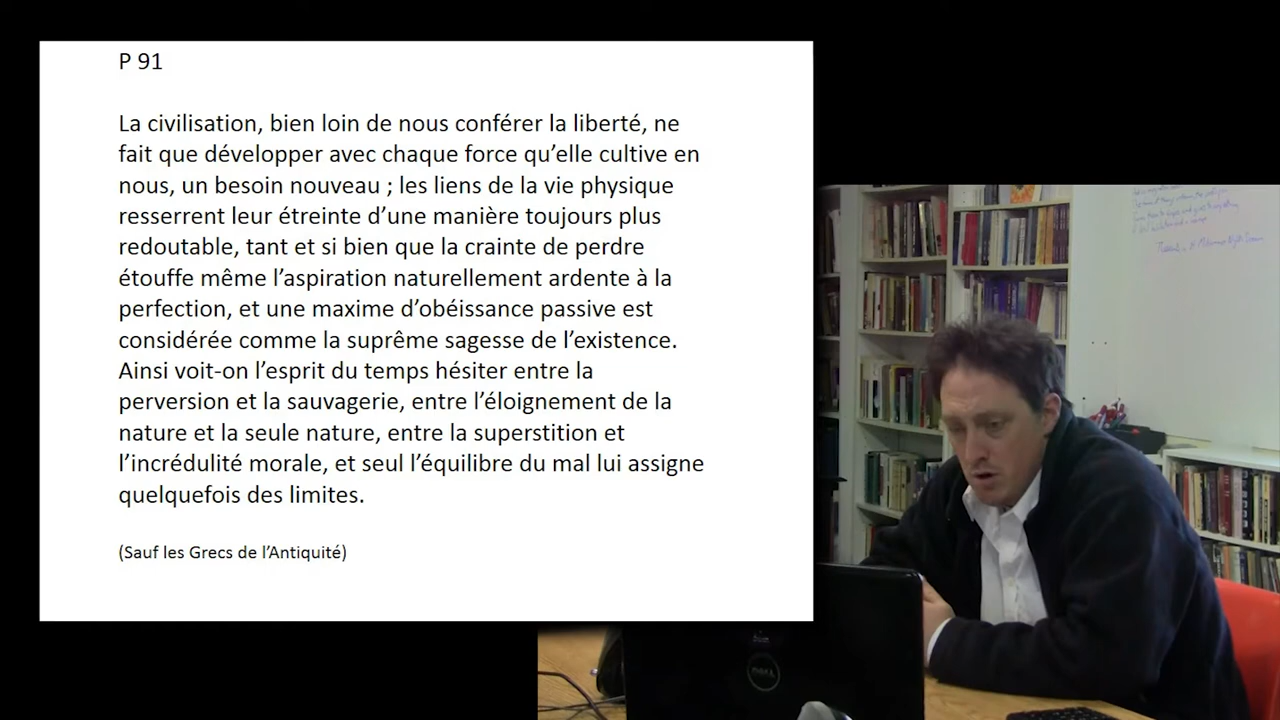 P 91
La civilisation, bien loin de nous conférer la liberté, ne
fait que développer avec chaque force qu’elle cultive en
nous, un besoin nouveau ; les liens de la vie physique
resserrent leur étreinte d’une manière toujours plus
redoutable, tant et si bien que la crainte de perdre
étouffe même l’aspiration naturellement ardente à la
perfection, et une maxime d’obéissance passive est
considérée comme la suprême sagesse de l’existence.
Ainsi voit-on l’esprit du temps hésiter entre la
perversion et la sauvagerie, entre l’éloignement de la
nature et la seule nature, entre la superstition et
l’incrédulité morale, et seul l’équilibre du mal lui assigne
quelquefois des limites.
(Sauf les Grecs de l’Antiquité)